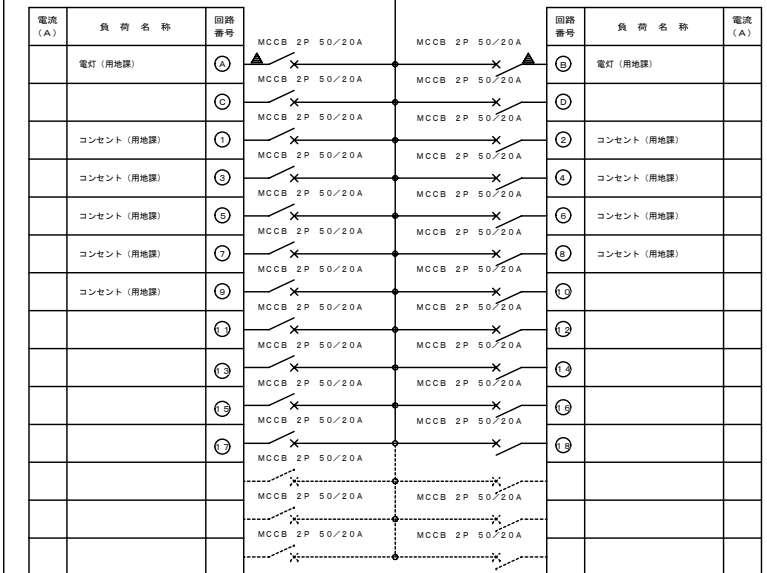 電流（A） 負荷名称 回路番号 回路番号 負荷名称 電流（A）
MCCB 2P 50/20A MCCB 2P 50/20A
電灯（用地課） A B 電灯（用地課）
MCCB 2P 50/20A MCCB 2P 50/20A
C D
MCCB 2P 50/20A MCCB 2P 50/20A
コンセント（用地課） 1 2 コンセント（用地課）
MCCB 2P 50/20A MCCB 2P 50/20A
コンセント（用地課） 3 4 コンセント（用地課）
MCCB 2P 50/20A MCCB 2P 50/20A
コンセント（用地課） 5 6 コンセント（用地課）
MCCB 2P 50/20A MCCB 2P 50/20A
コンセント（用地課） 7 8 コンセント（用地課）
MCCB 2P 50/20A MCCB 2P 50/20A
コンセント（用地課） 9 10
MCCB 2P 50/20A MCCB 2P 50/20A
11 12
MCCB 2P 50/20A MCCB 2P 50/20A
13 14
MCCB 2P 50/20A MCCB 2P 50/20A
15 16
MCCB 2P 50/20A MCCB 2P 50/20A
17 18
MCCB 2P 50/20A
MCCB 2P 50/20A MCCB 2P 50/20A
MCCB 2P 50/20A MCCB 2P 50/20A